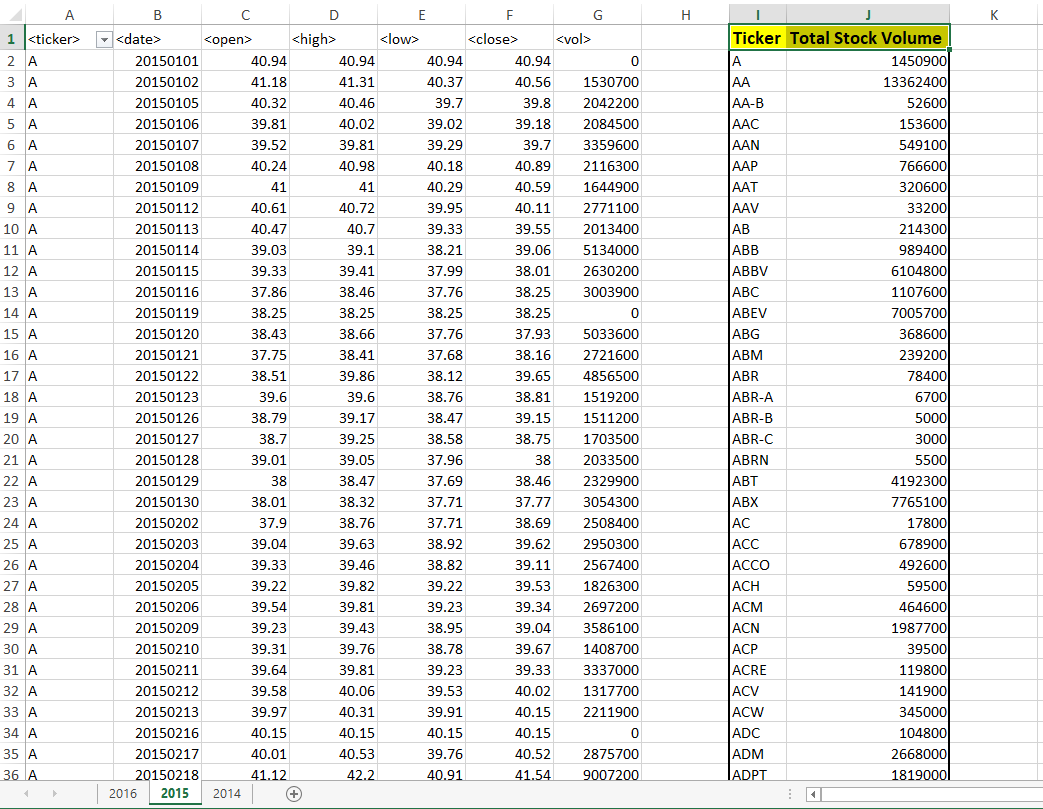 A B C D E F G H I J K
1 <ticker> <date> <open> <high> <low> <close> <vol> Ticker Total Stock Volume
2 A 20150101 40.94 40.94 40.94 40.94 0 A 1450900
3 A 20150102 41.18 41.31 40.37 40.56 1530700 AA 13362400
4 A 20150105 40.32 40.46 39.7 39.8 2042200 AA-B 52600
5 A 20150106 39.81 40.02 39.02 39.18 2084500 AAC 153600
6 A 20150107 39.52 39.81 39.29 39.7 3359600 AAN 549100
7 A 20150108 40.24 40.98 40.18 40.89 2116300 AAP 766600
8 A 20150109 41 41 40.29 40.59 1644900 AAT 320600
9 A 20150112 40.61 40.72 39.95 40.11 2771100 AAV 33200
10 A 20150113 40.47 40.7 39.33 39.55 2013400 AB 214300
11 A 20150114 39.03 39.1 38.21 39.06 5134000 ABB 989400
12 A 20150115 39.33 39.41 37.99 38.01 2630200 ABBV 6104800
13 A 20150116 37.86 38.46 37.76 38.25 3003900 ABC 1107600
14 A 20150119 38.25 38.25 38.25 38.25 0 ABEV 7005700
15 A 20150120 38.43 38.66 37.76 37.93 5033600 ABG 368600
16 A 20150121 37.75 38.41 37.68 38.16 2721600 ABM 239200
17 A 20150122 38.51 39.86 38.12 39.65 4856500 ABR 78400
18 A 20150123 39.6 39.6 38.76 38.81 1519200 ABR-A 6700
19 A 20150126 38.79 39.17 38.47 39.15 1511200 ABR-B 5000
20 A 20150127 38.7 39.25 38.58 38.75 1703500 ABR-C 3000
21 A 20150128 39.01 39.05 37.96 38 2033500 ABRN 5500
22 A 20150129 38 38.47 37.69 38.46 2329900 ABT 4192300
23 A 20150130 38.01 38.32 37.71 37.77 3054300 ABX 7765100
24 A 20150202 37.9 38.76 37.71 38.69 2508400 AC 17800
25 A 20150203 39.04 39.63 38.92 39.62 2950300 ACC 678900
26 A 20150204 39.33 39.46 38.82 39.11 2567400 ACCO 492600
27 A 20150205 39.22 39.82 39.22 39.53 1826300 ACH 59500
28 A 20150206 39.54 39.81 39.23 39.34 2697200 ACM 464600
29 A 20150209 39.23 39.43 38.95 39.04 3586100 ACN 1987700
30 A 20150210 39.31 39.76 38.78 39.67 1408700 ACP 39500
31 A 20150211 39.64 39.81 39.23 39.33 3337000 ACRE 119800
32 A 20150212 39.58 40.06 39.53 40.02 1317700 ACV 141900
33 A 20150213 39.97 40.31 39.91 40.15 2211900 ACW 345000
34 A 20150216 40.15 40.15 40.15 40.15 0 ADC 104800
35 A 20150217 40.01 40.53 39.76 40.52 2875700 ADM 2668000
36 A 20150218 41.12 42.2 40.91 41.54 9007200 ADPT 1819000
2016 2015 2014